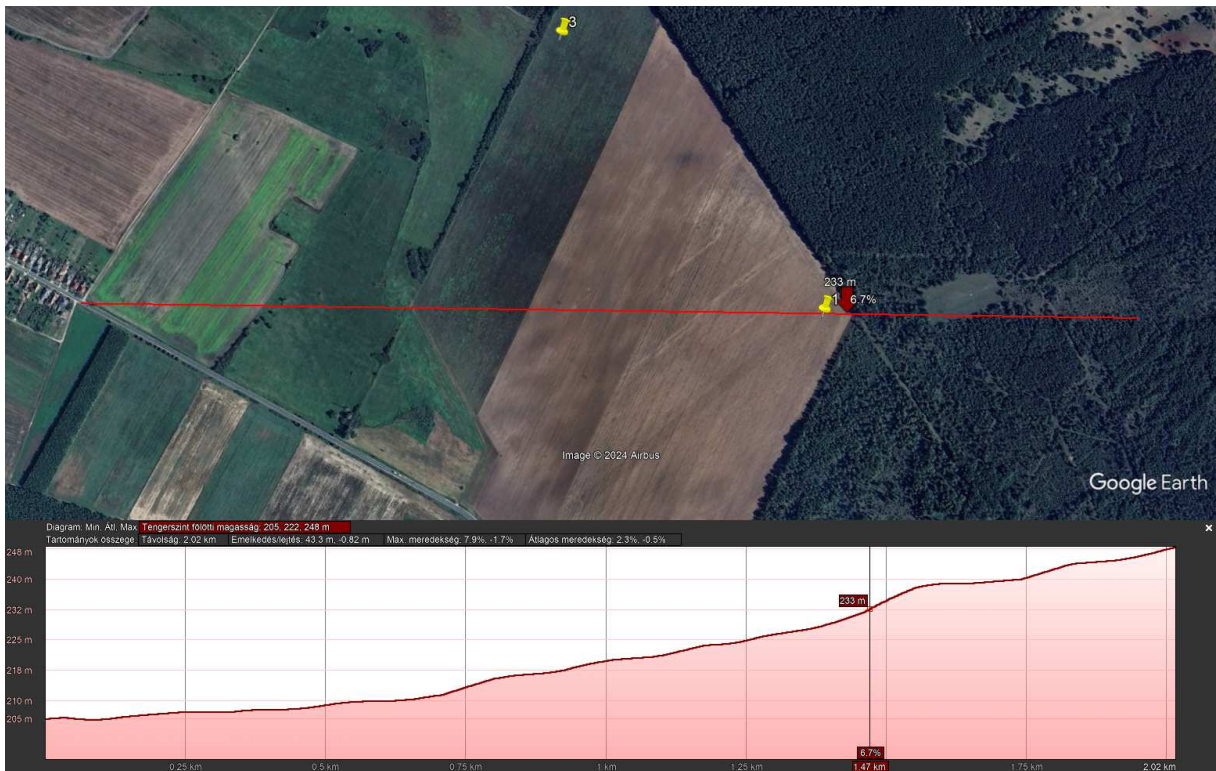 3
233 m
1 6.7%
Image © 2024 Airbus
Google Earth
Diagram: Min. Átl. Max Tengerszint fölötti magasság: 205, 222, 248 m
Tartományok összege Távolság: 2.02 km Emelkedés/lejtés: 43.3 m, -0.82 m Max. meredekség: 7.9%, -1.7% Átlagos meredekség: 2.3%, -0.5%
248 m
240 m
233 m
232 m
225 m
218 m
210 m
205 m
6.7%
0.25 km 0.5 km 0.75 km 1 km 1.25 km 1.47 km 1.75 km 2.02 km